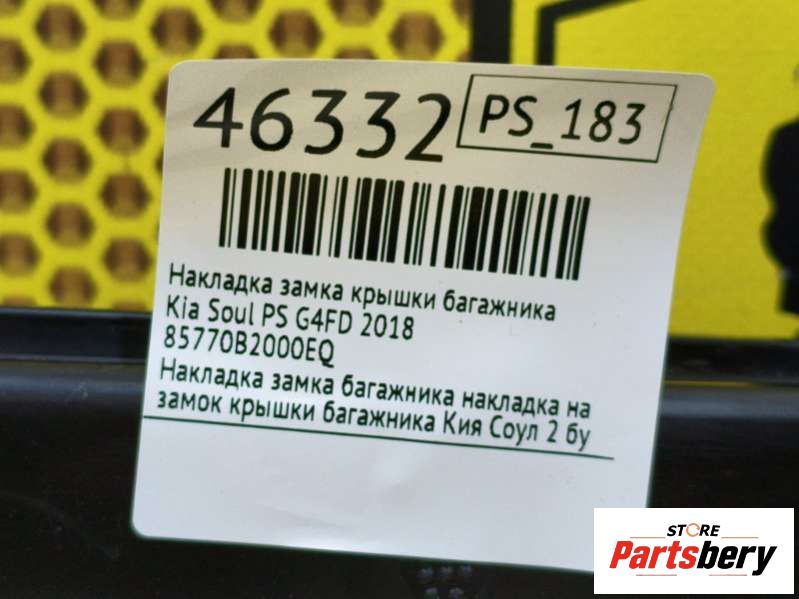 46332
PS_183
Накладка замка крышки багажника
Kia Soul PS G4FD 2018
85770B2000EQ
Накладка замка багажника накладка на
замок крышки багажника Кия Соул 2 бу
STORE
Partsbery